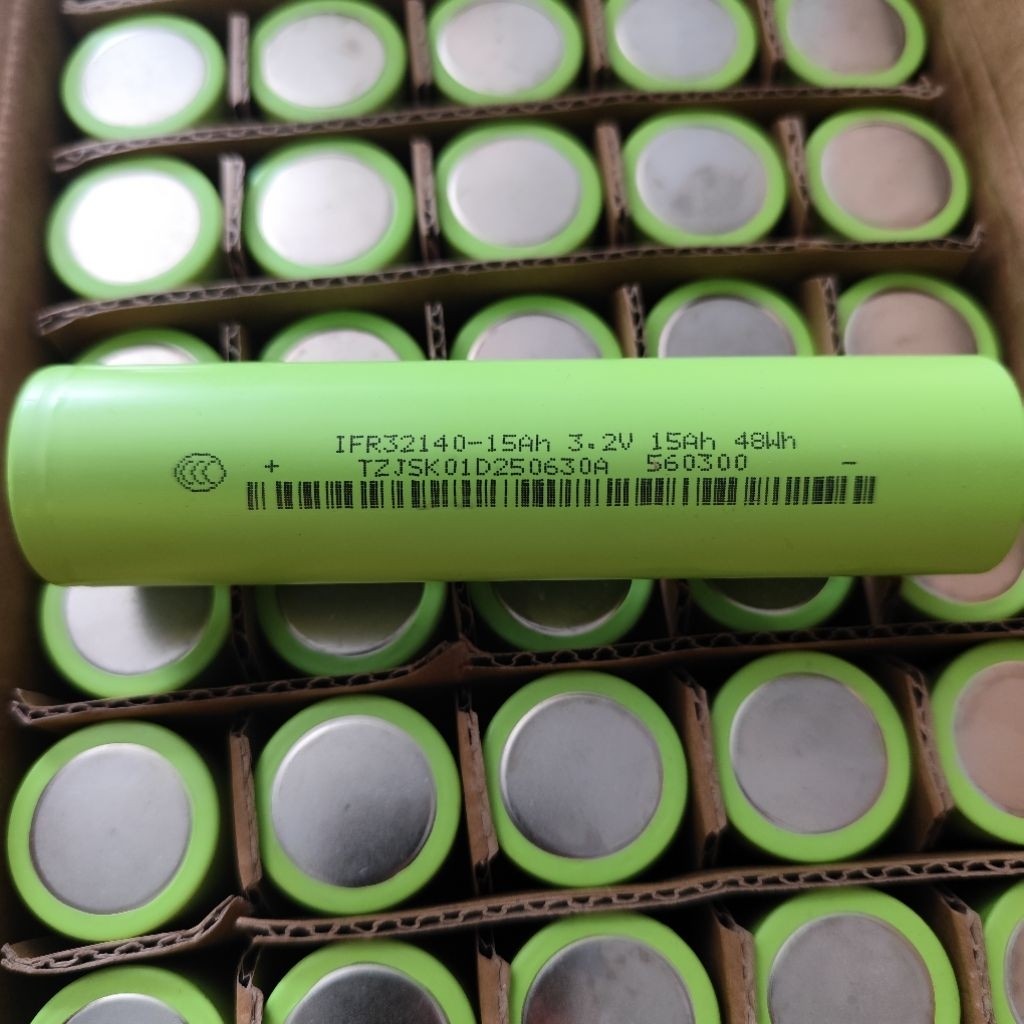 IFR32140-15Ah 3.2V 15Ah 48Wh
+ TZJSK01D250630A 560300 -